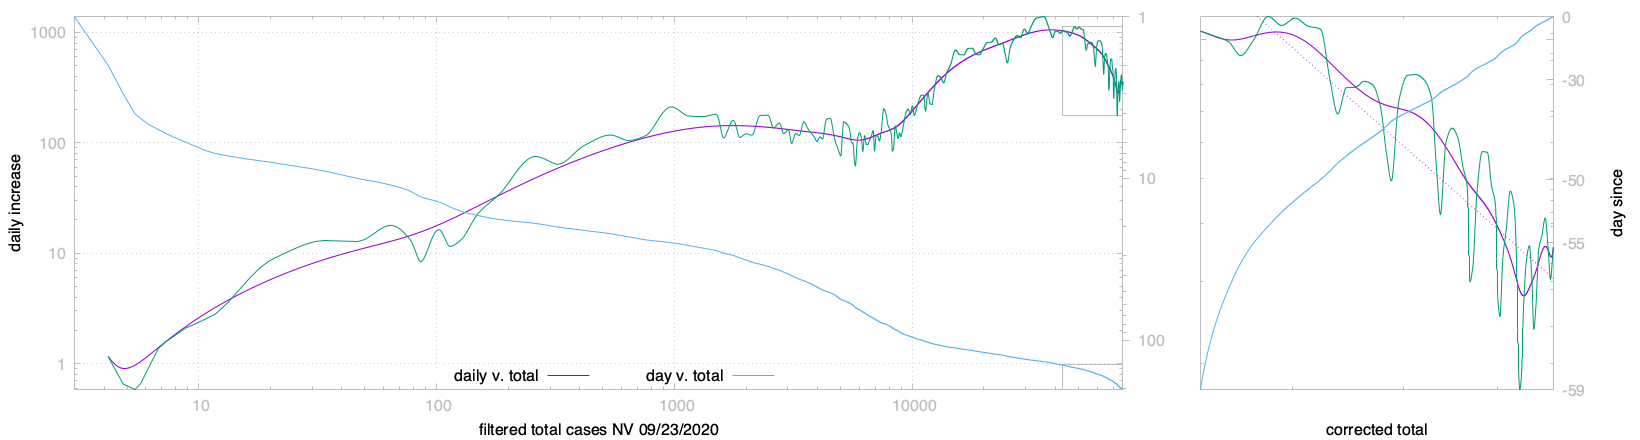 1000
100
10
1
daily increase
10
100
1000
10000
filtered total cases NV 09/23/2020
daily v. total
day v. total
1
10
100
0
-30
-50
-55
-59
day since
corrected total